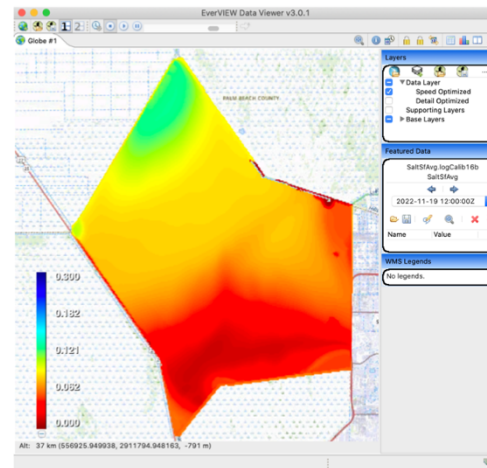 EverVIEW Data Viewer v3.0.1
Globe #1
Layers
Data Layer
Speed Optimized
Detail Optimized
Supporting Layers
Base Layers
Featured Data
SaltSfAvg.logCalib16b
SaltSfAvg
2022-11-19 12:00:00Z
Name Value
WMS Legends
No legends.
PALM BEACH COUNTY
0.300
0.182
0.121
0.062
0.000
Alt: 37 km (556925.949938, 2911794.948163, -791 m)